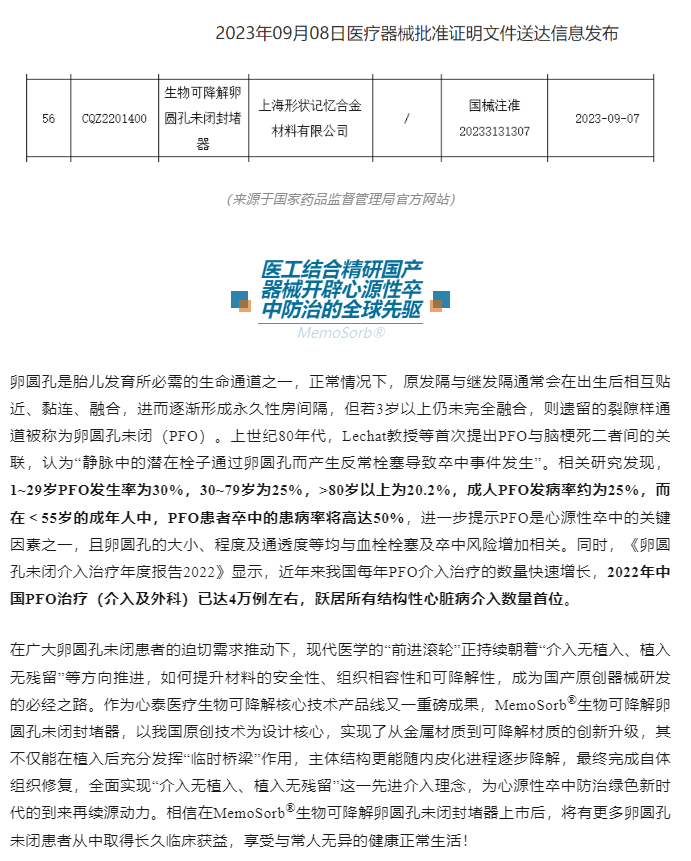 2023年09月08日医疗器械批准证明文件送达信息发布
56 CQZ2201400 生物可降解卵圆孔未闭封堵器 上海形状记忆合金材料有限公司 / 国械注准20233131307 2023-09-07
（来源于国家药品监督管理局官方网站）
医工结合精研国产
器械开辟心源性卒
中防治的全球先驱
MemoSorb®
卵圆孔是胎儿发育所必需的生命通道之一，正常情况下，原发隔与继发隔通常会在出生后相互贴
近、黏连、融合，进而逐渐形成永久性房间隔，但若3岁以上仍未完全融合，则遗留的裂隙样通
道被称为卵圆孔未闭（PFO）。上世纪80年代，Lechat教授等首次提出PFO与脑梗死二者间的关
联，认为“静脉中的潜在栓子通过卵圆孔而产生反常栓塞导致卒中事件发生”。相关研究发现，
1~29岁PFO发生率为30%，30~79岁为25%，>80岁以上为20.2%，成人PFO发病率约为25%，而
在＜55岁的成年人中，PFO患者卒中的患病率将高达50%，进一步提示PFO是心源性卒中的关键
因素之一，且卵圆孔的大小、程度及通透度等均与血栓栓塞及卒中风险增加相关。同时，《卵圆
孔未闭介入治疗年度报告2022》显示，近年来我国每年PFO介入治疗的数量快速增长，2022年中
国PFO治疗（介入及外科）已达4万例左右，跃居所有结构性心脏病介入数量首位。
在广大卵圆孔未闭患者的迫切需求推动下，现代医学的“前进滚轮”正持续朝着“介入无植入、植入
无残留”等方向推进，如何提升材料的安全性、组织相容性和可降解性，成为国产原创器械研发
的必经之路。作为心泰医疗生物可降解核心技术产品线又一重磅成果，MemoSorb®生物可降解卵
圆孔未闭封堵器，以我国原创技术为设计核心，实现了从金属材质到可降解材质的创新升级，其
不仅能在植入后充分发挥“临时桥梁”作用，主体结构更能随内皮化进程逐步降解，最终完成自体
组织修复，全面实现“介入无植入、植入无残留”这一先进介入理念，为心源性卒中防治绿色新时
代的到来再续源动力。相信在MemoSorb®生物可降解卵圆孔未闭封堵器上市后，将有更多卵圆孔
未闭患者从中取得长久临床获益，享受与常人无异的健康正常生活！